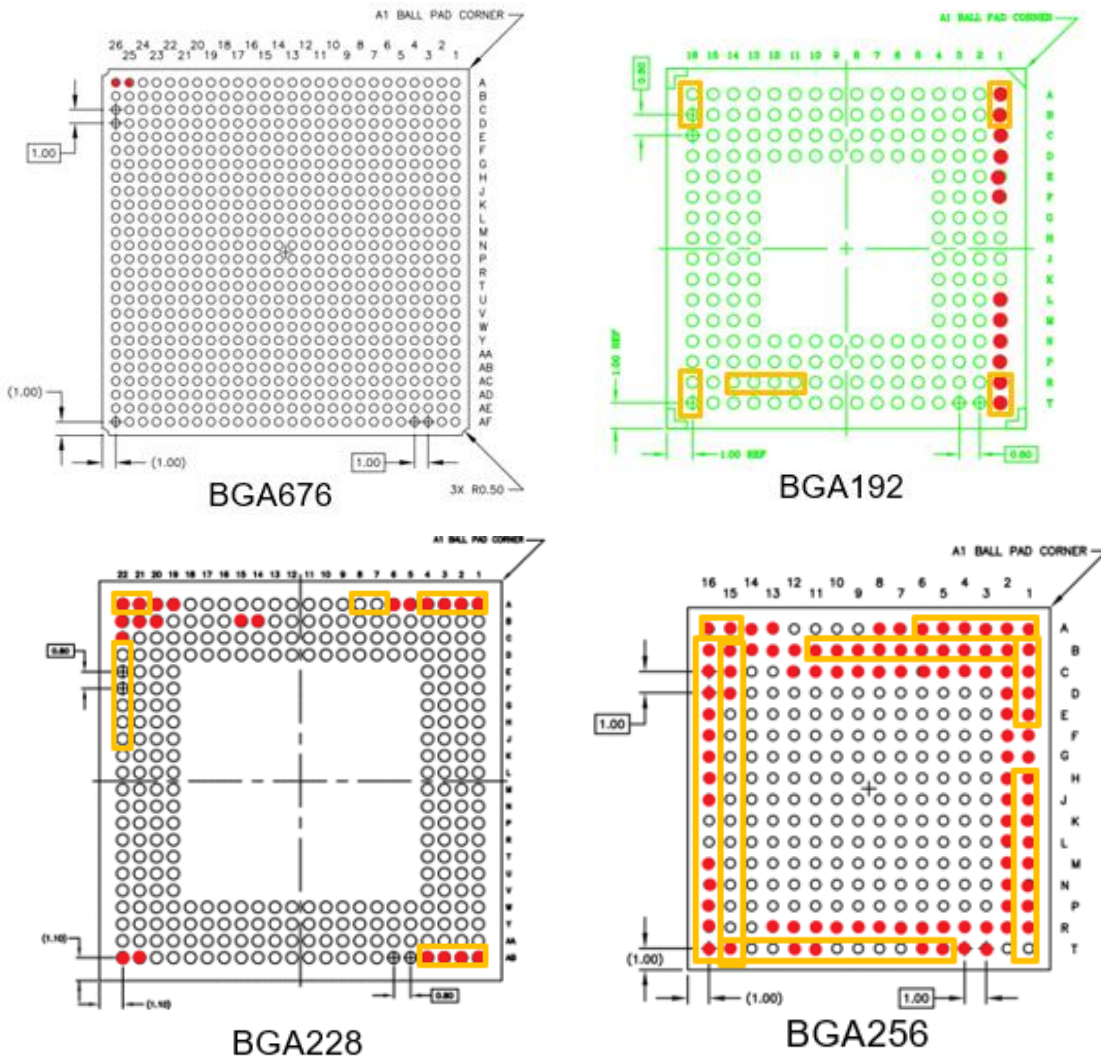 A1 BALL PAD CORNER
26 24 22 20 18 16 14 12 10 8 6 4 2
25 23 21 19 17 15 13 11 9 7 5 3 1
A
B
C
D
E
F
G
H
J
K
L
M
N
P
R
T
U
V
W
Y
AA
AB
AC
AD
AE
AF
1.00
(1.00)
(1.00)
1.00
3X R0.50
BGA676
A1 BALL PAD CORNER
16 15 14 13 12 11 10 9 8 7 6 5 4 3 2 1
0.80
A
B
C
D
E
F
G
H
J
K
L
M
N
P
R
T
1.00 REF
1.00 REF
0.80
BGA192
A1 BALL PAD CORNER
22 21 20 19 18 17 16 15 14 13 12 11 10 9 8 7 6 5 4 3 2 1
A
B
C
D
E
F
G
H
J
K
L
M
N
P
R
T
U
V
W
Y
AA
AB
0.80
(1.10)
(1.10)
0.80
BGA228
A1 BALL PAD CORNER
16 14 12 10 8 6 4 2
15 13 11 9 7 5 3 1
A
B
C
D
E
F
G
H
J
K
L
M
N
P
R
T
1.00
(1.00)
(1.00)
1.00
BGA256